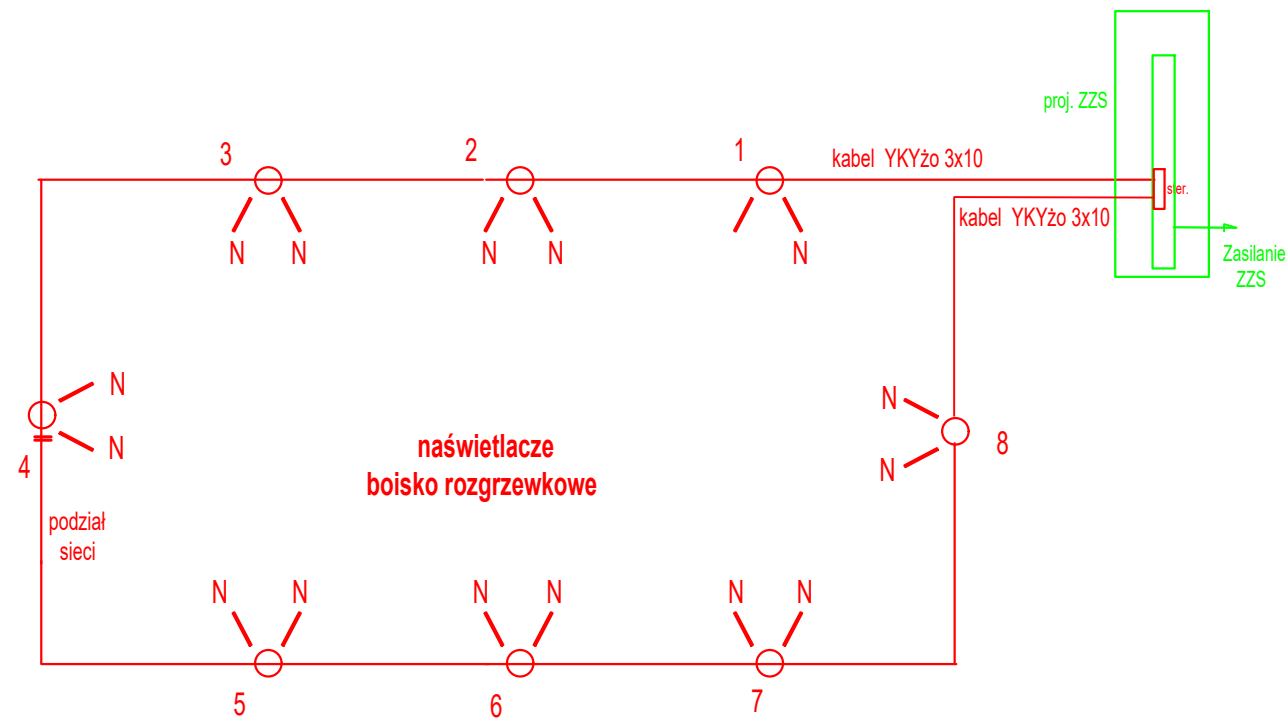 proj. ZZS
3
2
1
kabel YKYżo 3x10
ster.
kabel YKYżo 3x10
N
N
N
N
N
Zasilanie
ZZS
N
N
N
N
4
8
naświetlacze
boisko rozgrzewkowe
podział
sieci
N
N
N
N
N
N
5
6
7